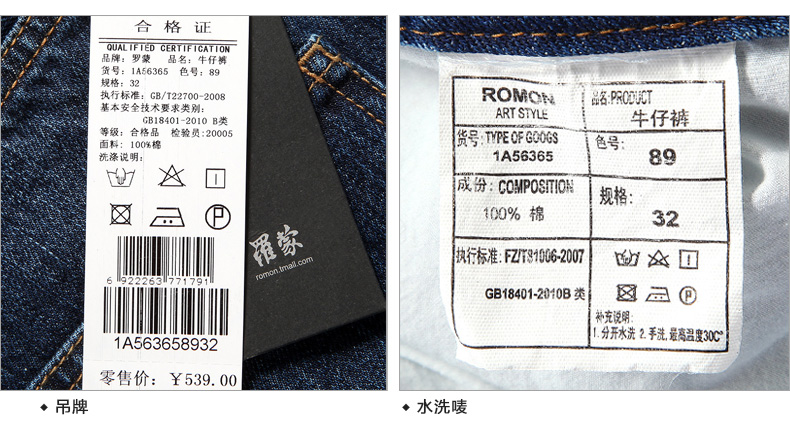 合格证
QUALIFIED CERTIFICATION
品牌: 罗蒙 品名: 牛仔裤
货号: 1A56365 色号: 89
规格: 32
执行标准: GB/T22700-2008
基本安全技术要求类别:
GB18401-2010 B类
等级: 合格品 检验员:20005
面料: 100%棉
洗涤说明:
P
6 922263 771791
1A563658932
零售价: ￥539.00
羅蒙
romon.tmall.com
ROMON
ART STYLE
品名:PRODUCT
牛仔裤
货号: TYPE OF GOOGS
1A56365
色号:
89
成份: COMPOSITION
100% 棉
规格:
32
执行标准: FZ/T81006-2007
GB18401-2010B 类
P
补充说明:
1.分开水洗 2.手洗,最高温度30C°
◆ 吊牌
◆ 水洗唛